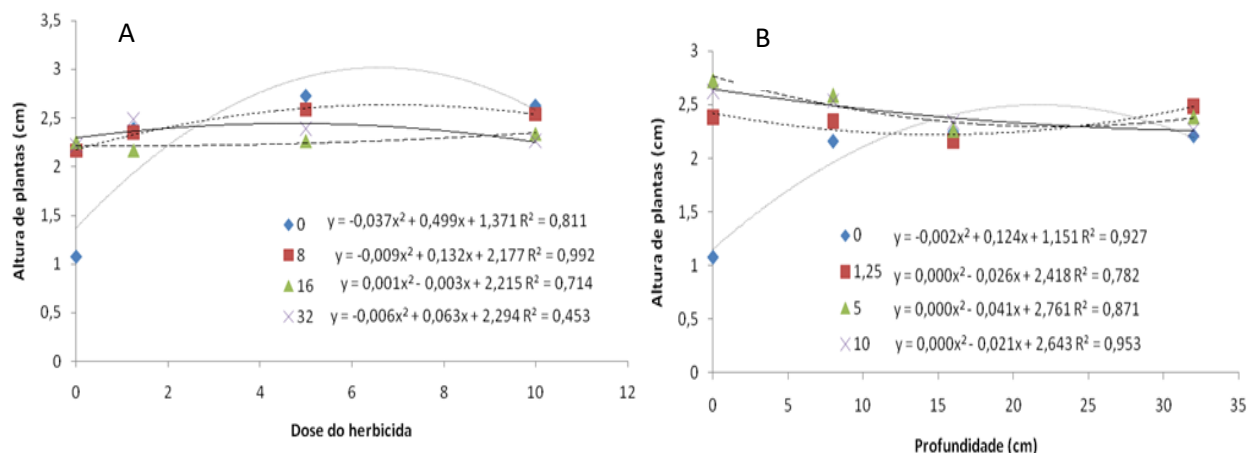 A
Altura de plantas (cm)
3,5
3
2,5
2
1,5
1
0,5
0
0 2 4 6 8 10 12
Dose do herbicida
0 y = -0,037x² + 0,499x + 1,371 R² = 0,811
8 y = -0,009x² + 0,132x + 2,177 R² = 0,992
16 y = 0,001x² - 0,003x + 2,215 R² = 0,714
32 y = -0,006x² + 0,063x + 2,294 R² = 0,453
B
Altura de plantas (cm)
3
2,5
2
1,5
1
0,5
0
0 5 10 15 20 25 30 35
Profundidade (cm)
0 y = -0,002x² + 0,124x + 1,151 R² = 0,927
1,25 y = 0,000x² - 0,026x + 2,418 R² = 0,782
5 y = 0,000x² - 0,041x + 2,761 R² = 0,871
10 y = 0,000x² - 0,021x + 2,643 R² = 0,953